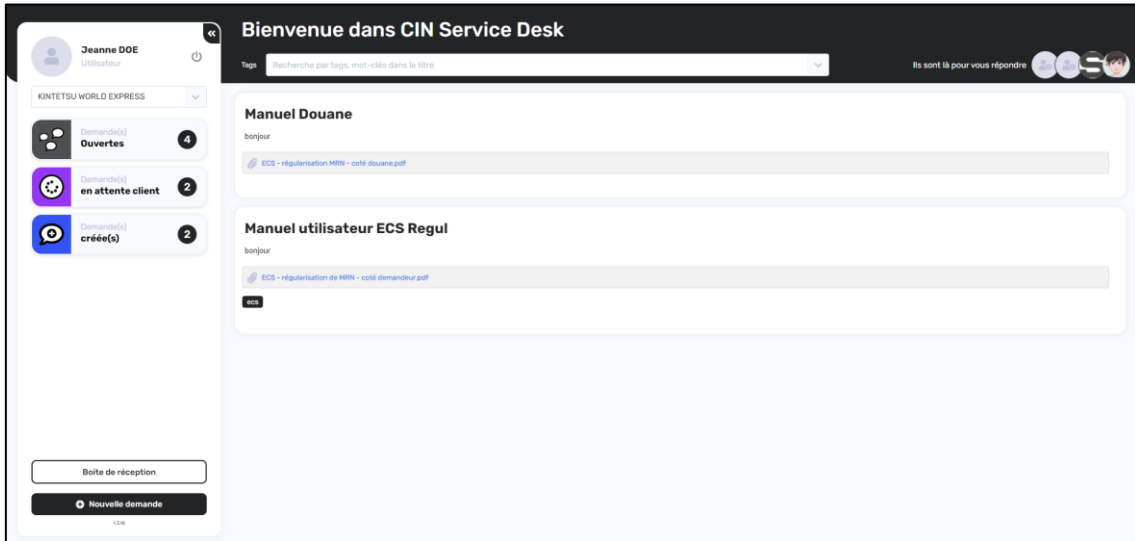 Jeanne DOE
Utilisateur
KINTETSU WORLD EXPRESS
Demande(s)
Ouvertes
4
Demande(s)
en attente client
2
Demande(s)
créée(s)
2
Boite de réception
Nouvelle demande
Bienvenue dans CIN Service Desk
Tags
Recherche par tags, mot-clés dans le titre
Ils sont là pour vous répondre
Manuel Douane
bonjour
ECS - régularisation MRN - coté douane.pdf
Manuel utilisateur ECS Regul
bonjour
ECS - régularisation de MRN - coté demandeur.pdf
ecs